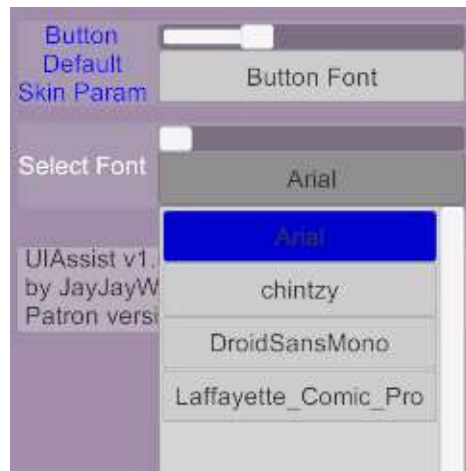 Button
Default
Skin Param
Button Font
Select Font
Arial
Arial
chintzy
DroidSansMono
Laffayette_Comic_Pro
UIAssist v1.
by JayJayW
Patron versi